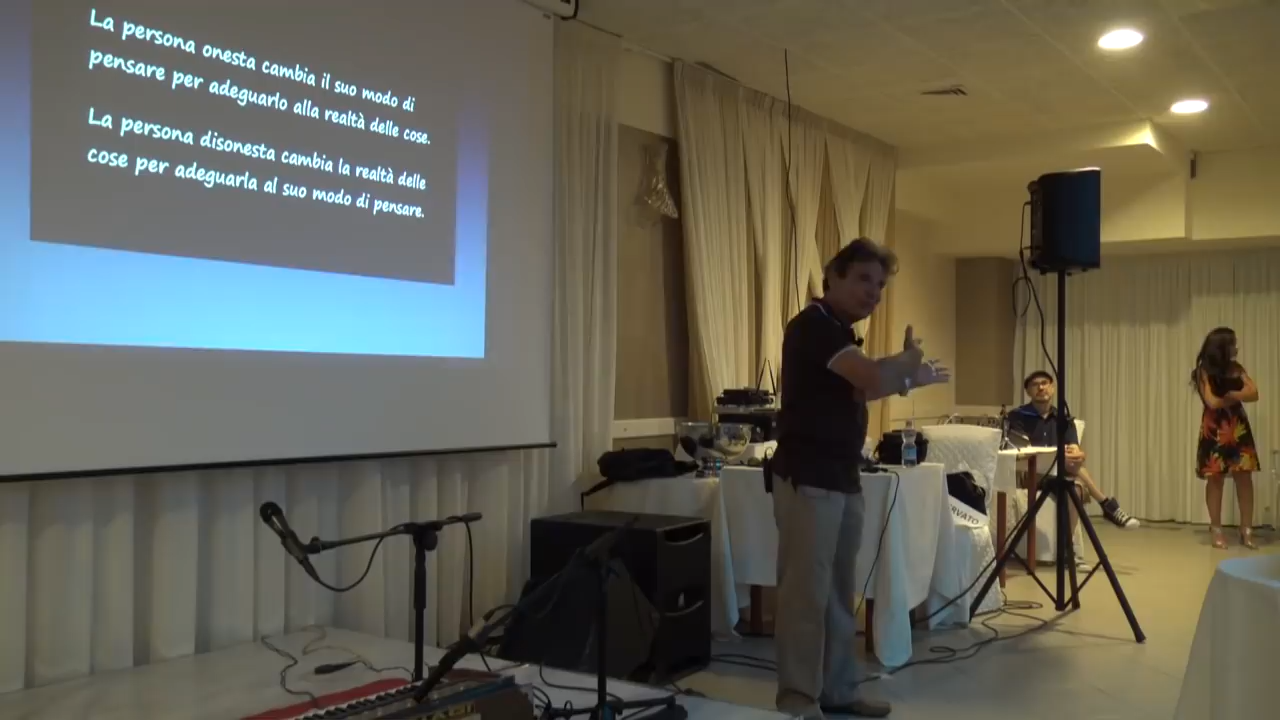 La persona onesta cambia il suo modo di
pensare per adeguarlo alla realtà delle cose.
La persona disonesta cambia la realtà delle
cose per adeguarla al suo modo di pensare.
RVATO